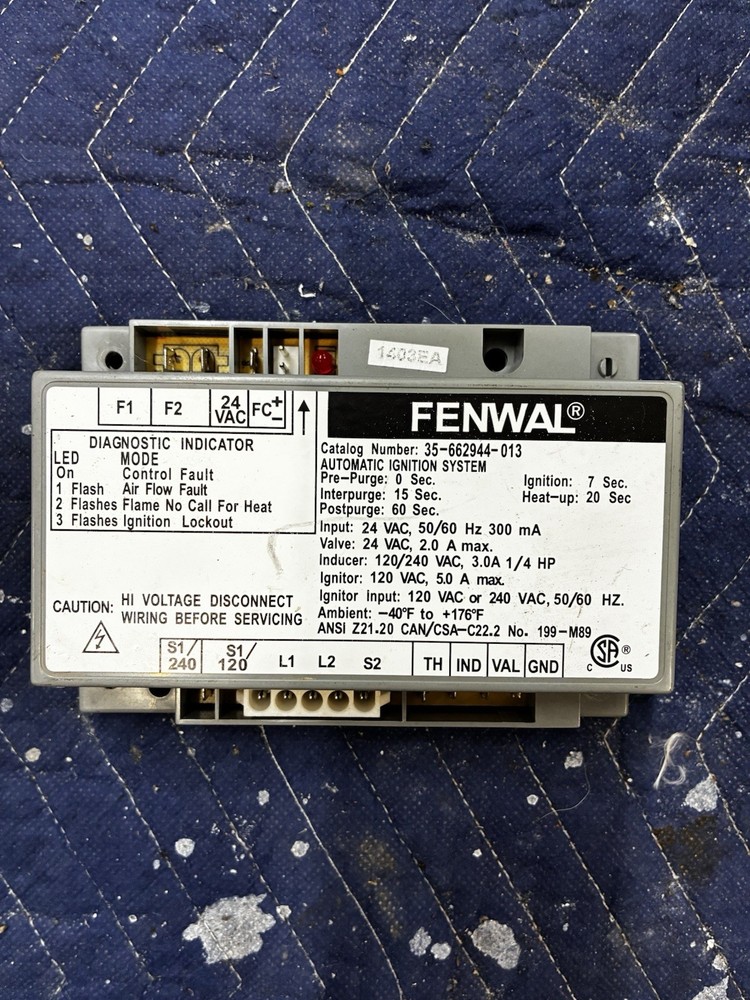 1403EA
F1 F2 24 VAC FC + -
FENWAL®
DIAGNOSTIC INDICATOR
LED MODE
On Control Fault
1 Flash Air Flow Fault
2 Flashes Flame No Call For Heat
3 Flashes Ignition Lockout
Catalog Number: 35-662944-013
AUTOMATIC IGNITION SYSTEM
Pre-Purge: 0 Sec. Ignition: 7 Sec.
Interpurge: 15 Sec. Heat-up: 20 Sec
Postpurge: 60 Sec.
Input: 24 VAC, 50/60 Hz 300 mA
Valve: 24 VAC, 2.0 A max.
Inducer: 120/240 VAC, 3.0A 1/4 HP
Ignitor: 120 VAC, 5.0 A max.
Ignitor Input: 120 VAC or 240 VAC, 50/60 HZ.
Ambient: -40°F to +176°F
ANSI Z21.20 CAN/CSA-C22.2 No. 199-M89
CAUTION: HI VOLTAGE DISCONNECT
WIRING BEFORE SERVICING
S1/240 S1/120 L1 L2 S2 TH IND VAL GND
C SA® US